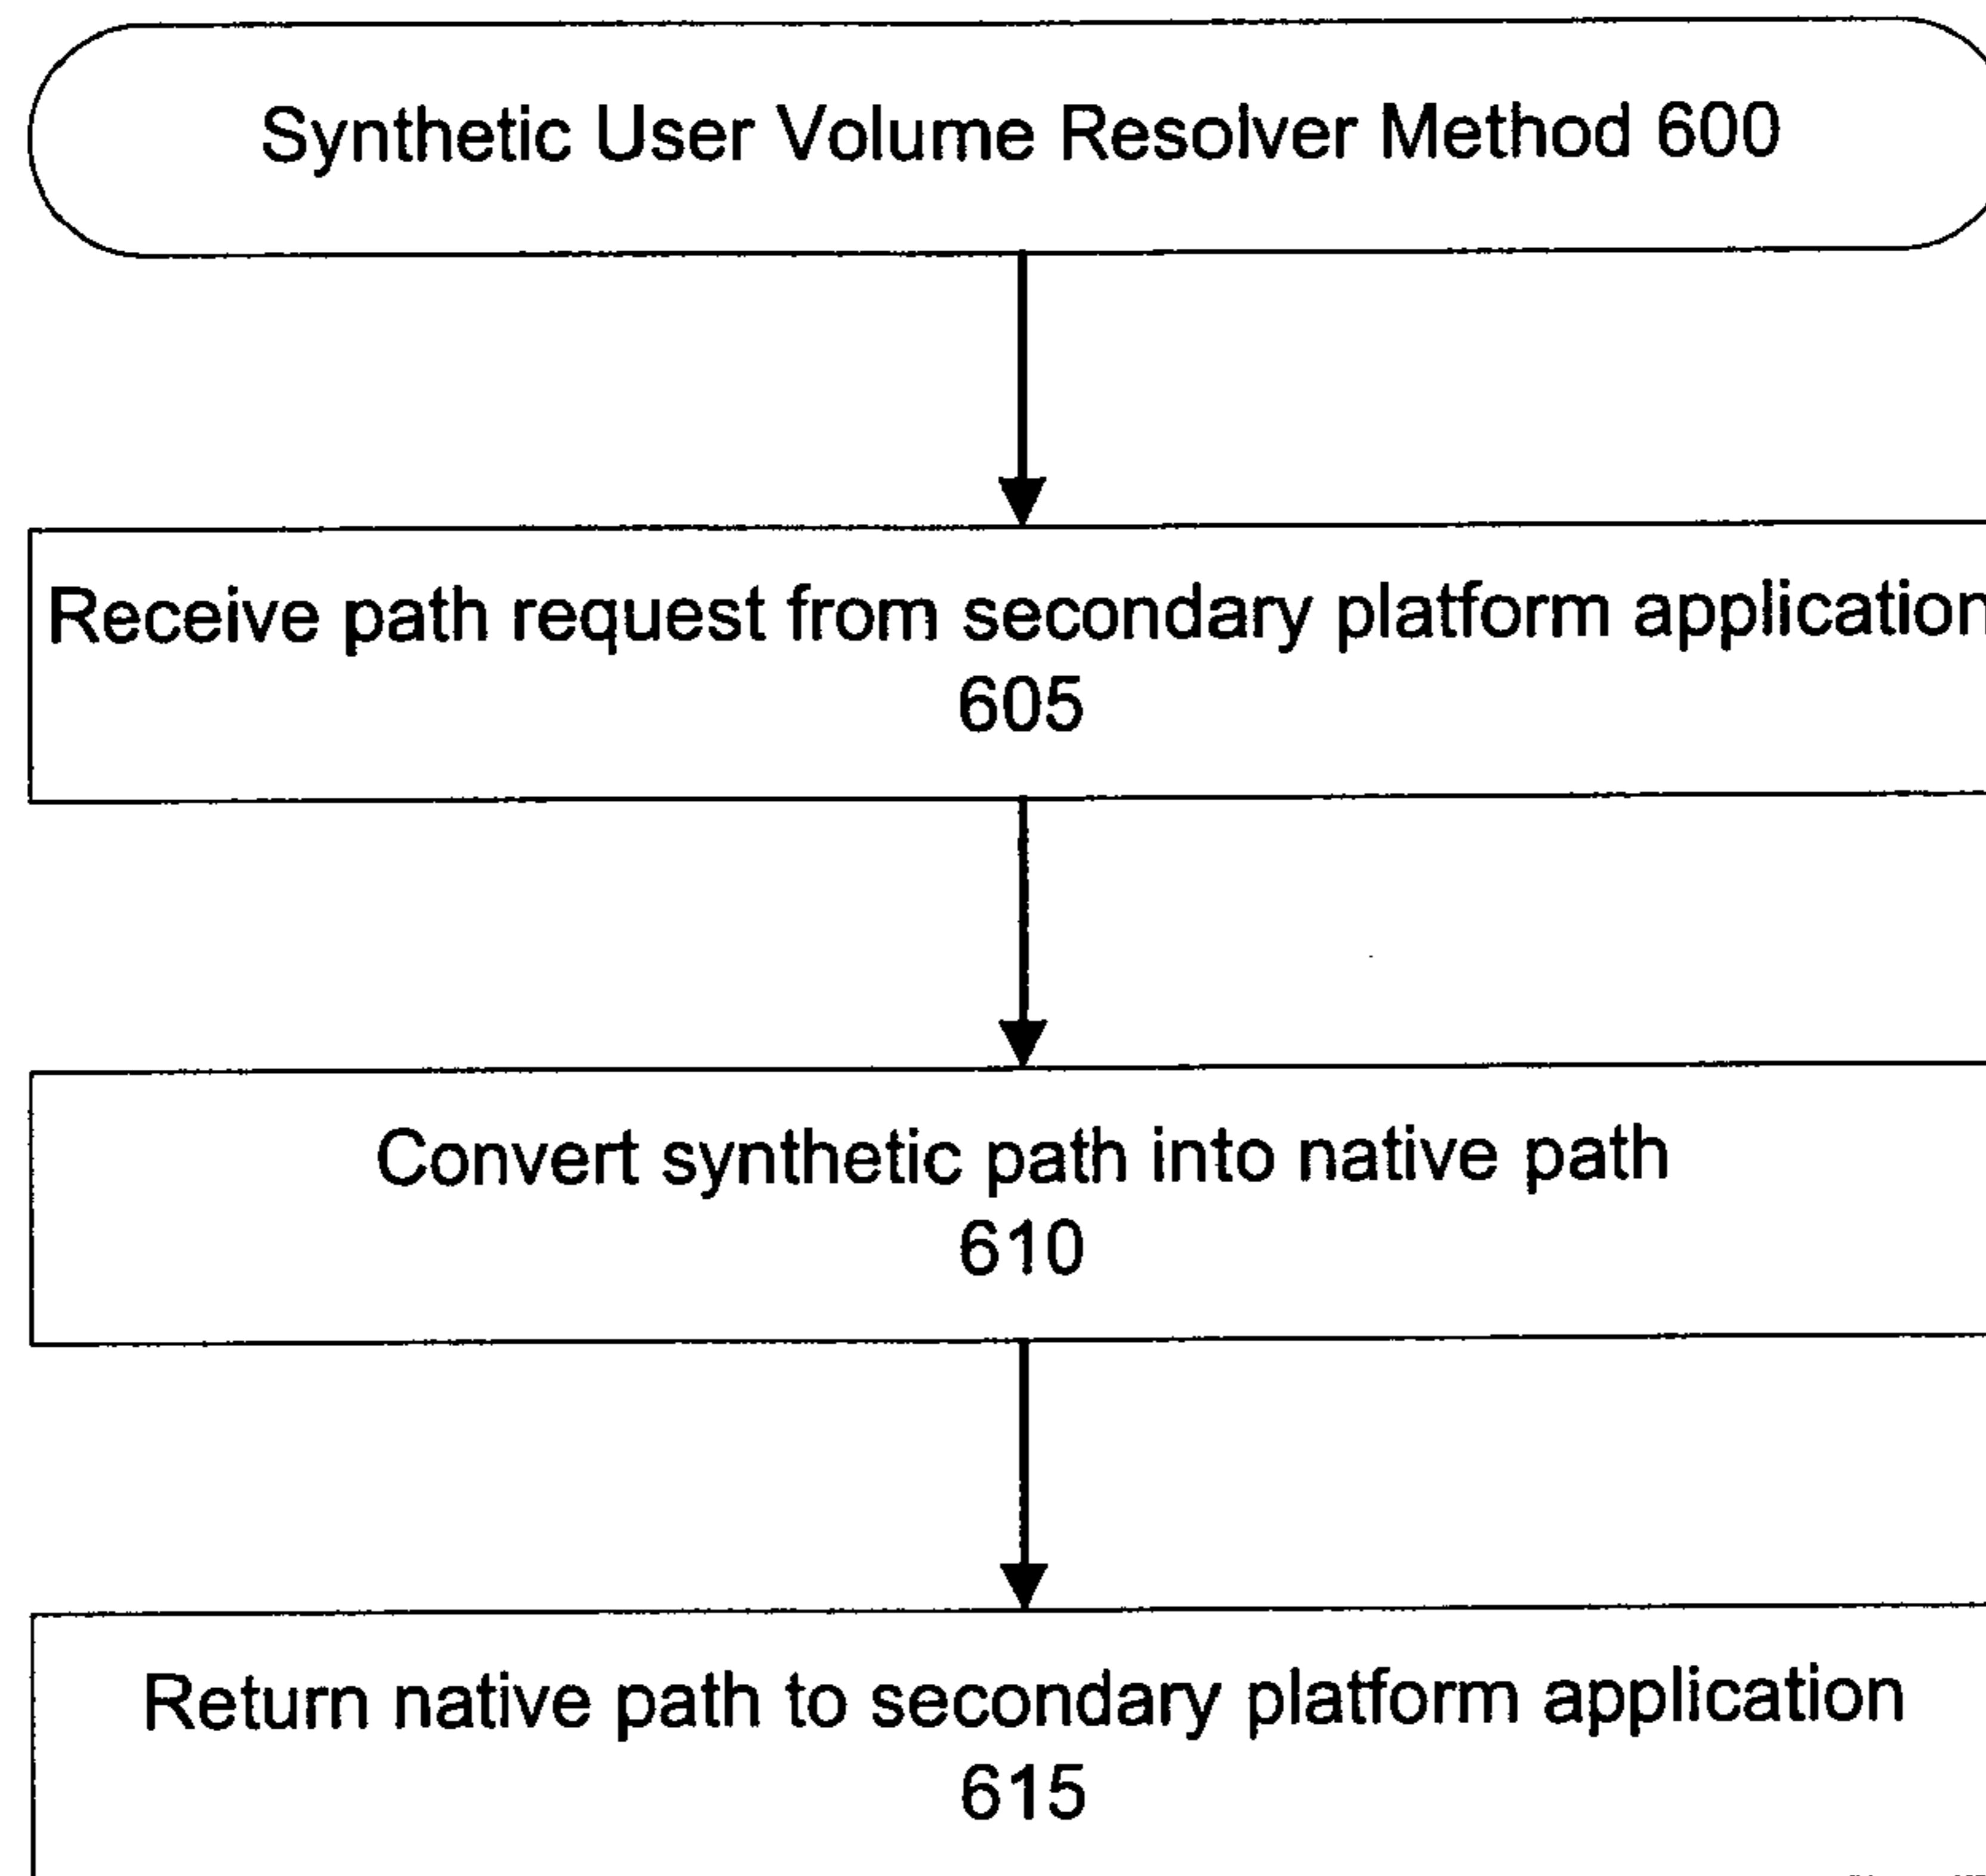 Synthetic User Volume Resolver Method 600
Receive path request from secondary platform application
605
Convert synthetic path into native path
610
Return native path to secondary platform application
615